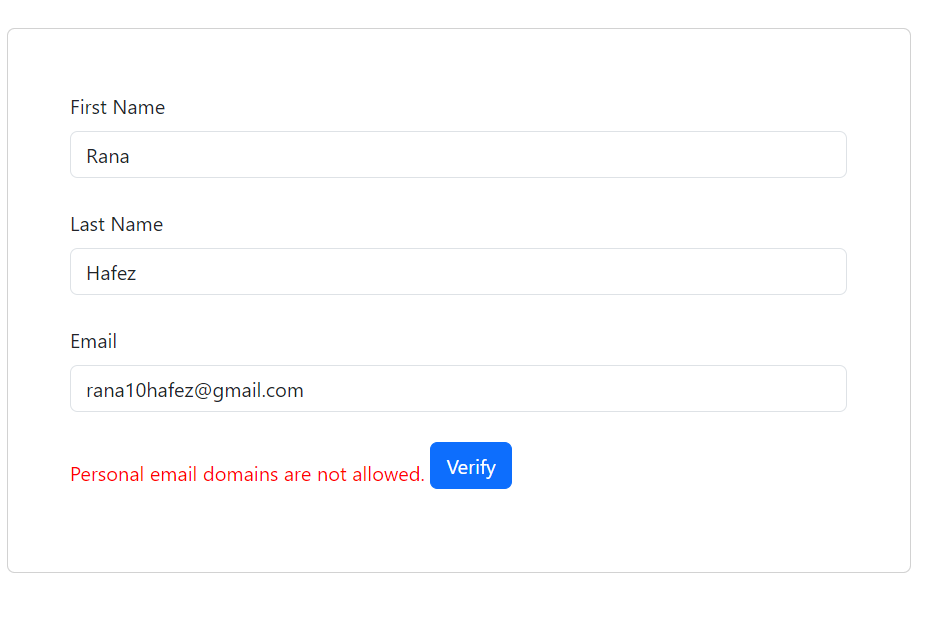 First Name
Rana
Last Name
Hafez
Email
rana10hafez@gmail.com
Personal email domains are not allowed. Verify